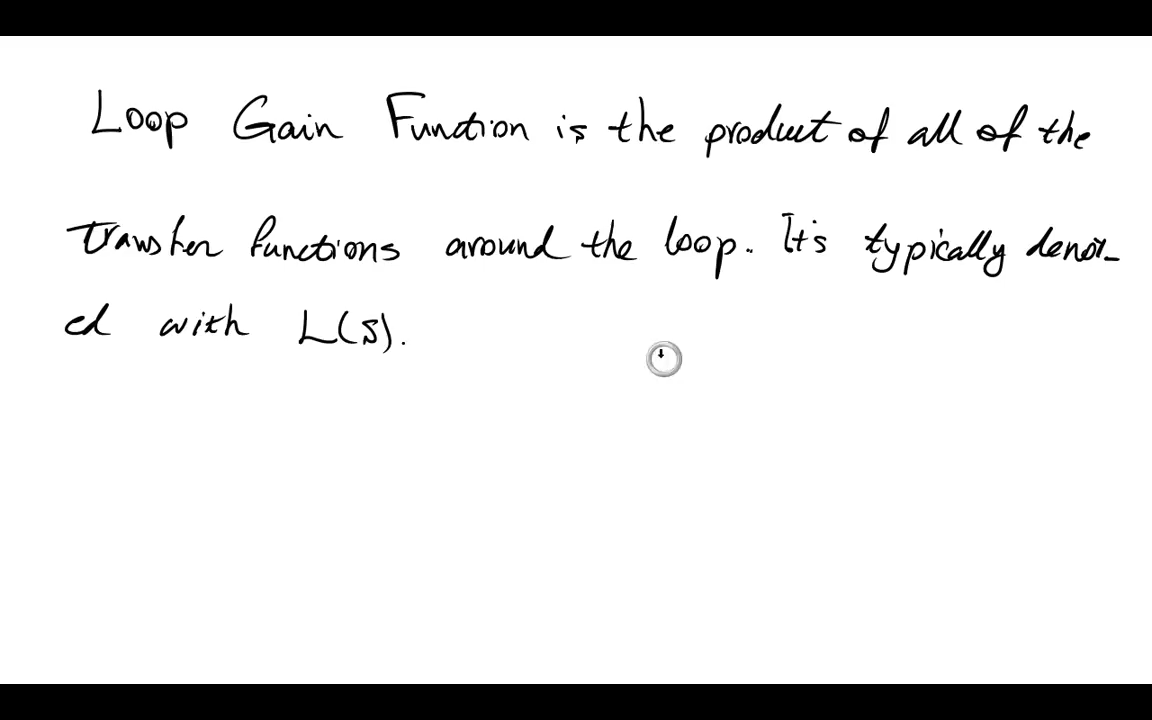 Loop Gain Function is the product of all of the
transfer functions around the loop. It's typically denot-
ed with L(s).